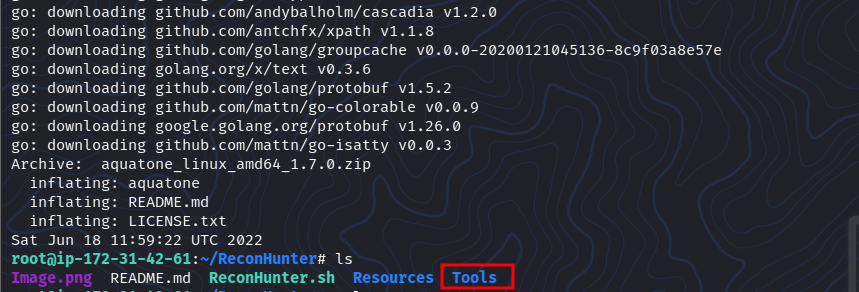 go: downloading github.com/andybalholm/cascadia v1.2.0
go: downloading github.com/antchfx/xpath v1.1.8
go: downloading github.com/golang/groupcache v0.0.0-20200121045136-8c9f03a8e57e
go: downloading golang.org/x/text v0.3.6
go: downloading github.com/golang/protobuf v1.5.2
go: downloading github.com/mattn/go-colorable v0.0.9
go: downloading google.golang.org/protobuf v1.26.0
go: downloading github.com/mattn/go-isatty v0.0.3
Archive:  aquatone_linux_amd64_1.7.0.zip
  inflating: aquatone
  inflating: README.md
  inflating: LICENSE.txt
Sat Jun 18 11:59:22 UTC 2022
root@ip-172-31-42-61:~/ReconHunter# ls
Image.png  README.md  ReconHunter.sh  Resources  Tools